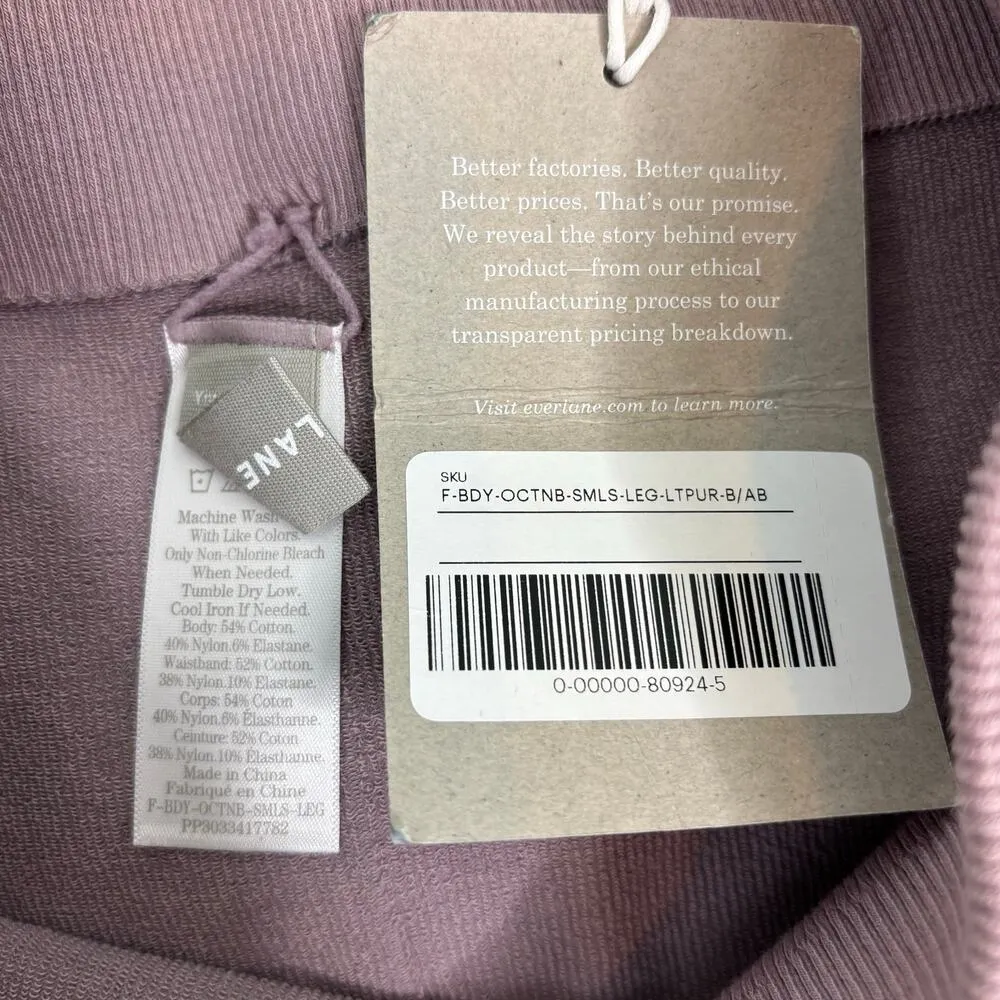 Better factories. Better quality.
Better prices. That's our promise.
We reveal the story behind every
product—from our ethical
manufacturing process to our
transparent pricing breakdown.
Visit everlane.com to learn more.
SKU
F-BDY-OCTNB-SMLS-LEG-LTPUR-B/AB
0-00000-80924-5
LANE
Machine Wash
With Like Colors.
Only Non-Chlorine Bleach
When Needed.
Tumble Dry Low.
Cool Iron If Needed.
Body: 54% Cotton.
40% Nylon.6% Elastane.
Waistband: 52% Cotton.
38% Nylon.10% Elastane.
Corps: 54% Coton
40% Nylon.6% Élasthanne.
Ceinture: 52% Coton
38% Nylon.10% Élasthanne.
Made in China
Fabriqué en Chine
F-BDY-OCTNB-SMLS-LEG
PP3033417782